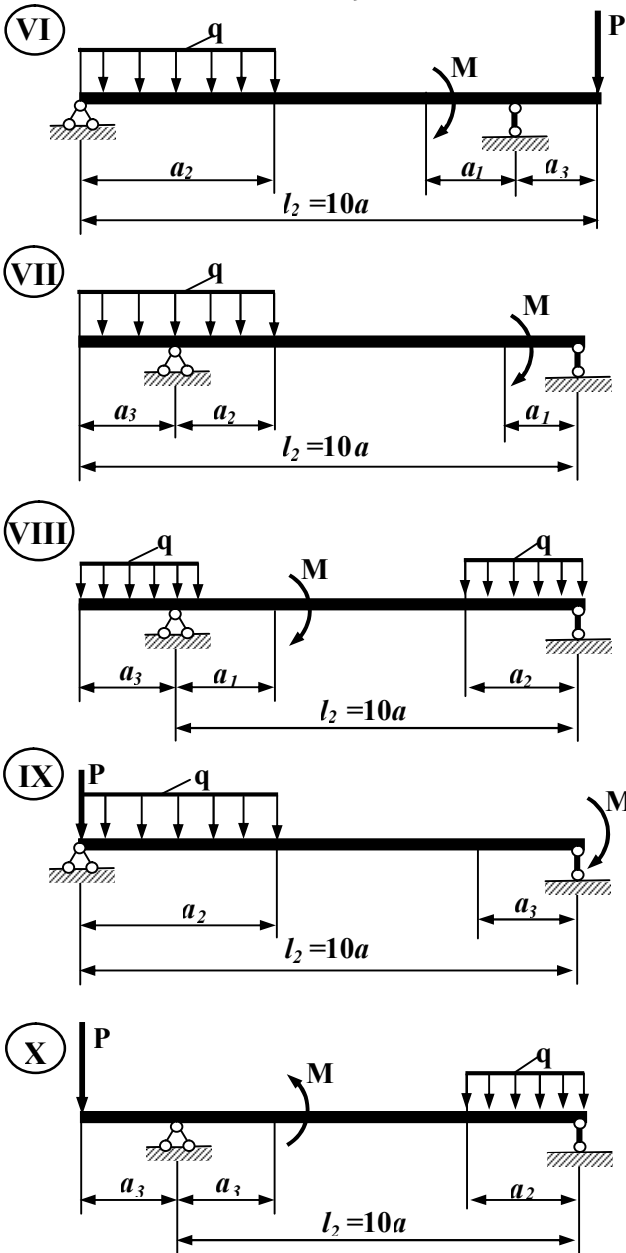 VI
q
M
P
a₂
a₁
a₃
l₂ =10a
VII
q
M
a₃
a₂
a₁
l₂ =10a
VIII
q
M
q
a₃
a₁
a₂
l₂ =10a
IX
P
q
M
a₂
a₃
l₂ =10a
X
P
M
q
a₃
a₃
a₂
l₂ =10a